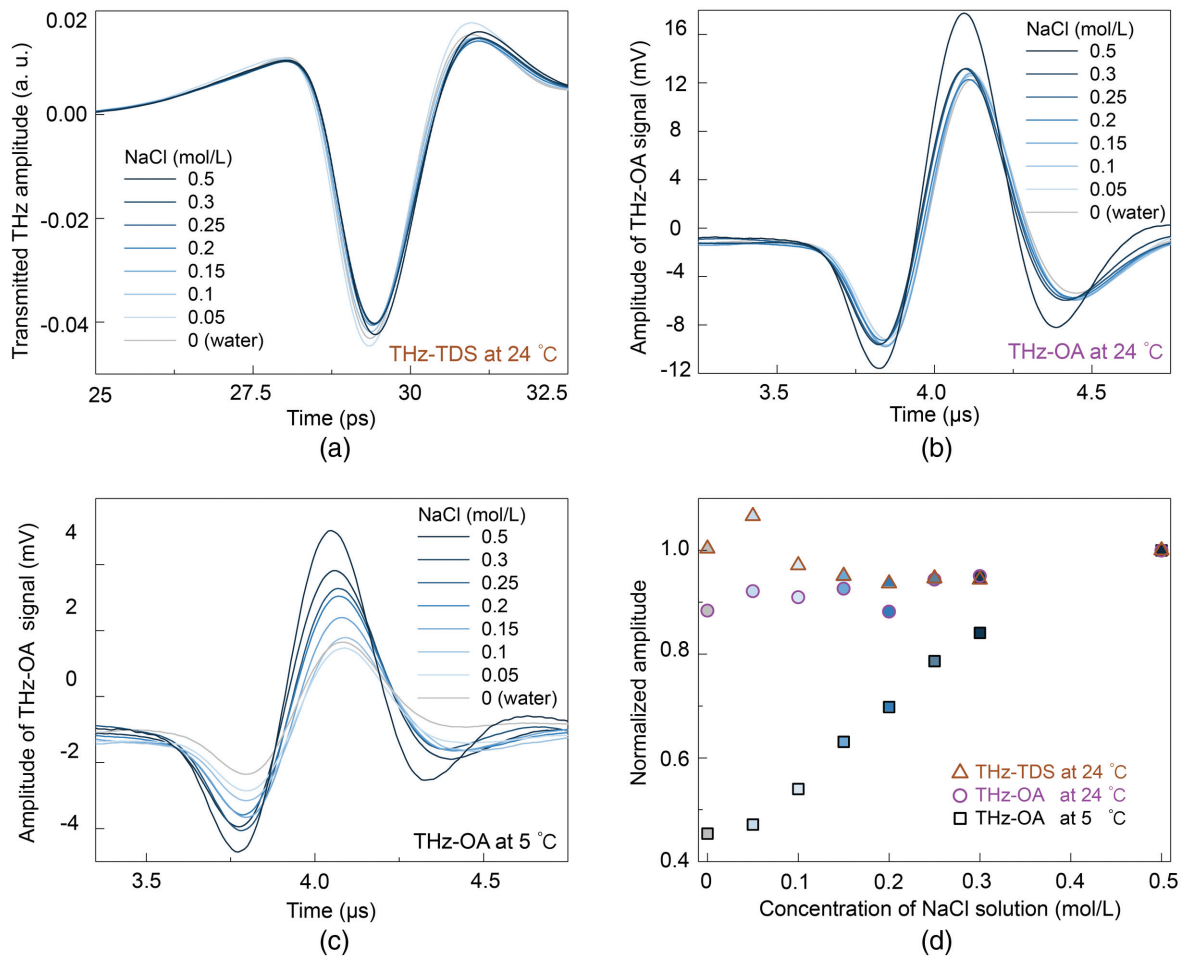 0.02
0.00
-0.02
-0.04
Transmitted THz amplitude (a. u.)
NaCl (mol/L)
0.5
0.3
0.25
0.2
0.15
0.1
0.05
0 (water)
THz-TDS at 24 °C
25
27.5
30
32.5
Time (ps)
(a)
16
12
8
4
0
-4
-8
-12
Amplitude of THz-OA signal (mV)
NaCl (mol/L)
0.5
0.3
0.25
0.2
0.15
0.1
0.05
0 (water)
THz-OA at 24 °C
3.5
4.0
4.5
Time (μs)
(b)
4
2
0
-2
-4
Amplitude of THz-OA signal (mV)
NaCl (mol/L)
0.5
0.3
0.25
0.2
0.15
0.1
0.05
0 (water)
THz-OA at 5 °C
3.5
4.0
4.5
Time (μs)
(c)
1.0
0.8
0.6
0.4
Normalized amplitude
THz-TDS at 24 °C
THz-OA at 24 °C
THz-OA at 5 °C
0
0.1
0.2
0.3
0.4
0.5
Concentration of NaCl solution (mol/L)
(d)